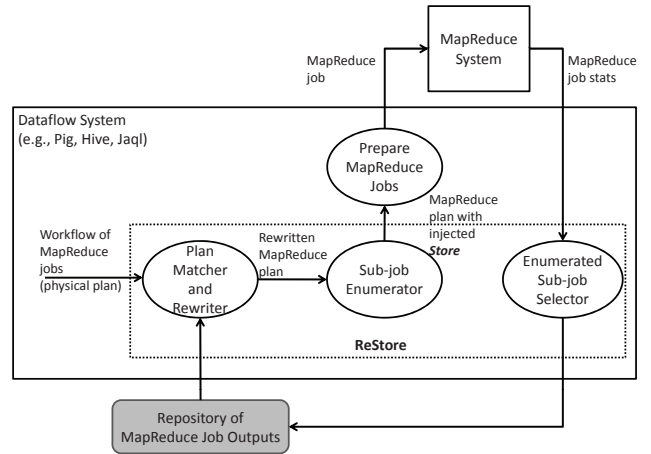 MapReduce
System
MapReduce
job
MapReduce
job stats
Dataflow System
(e.g., Pig, Hive, Jaql)
Prepare
MapReduce
Jobs
MapReduce
plan with
injected
Store
Workflow of
MapReduce
jobs
(physical plan)
Plan
Matcher
and
Rewriter
Rewritten
MapReduce
plan
Sub-job
Enumerator
Enumerated
Sub-job
Selector
ReStore
Repository of
MapReduce Job Outputs